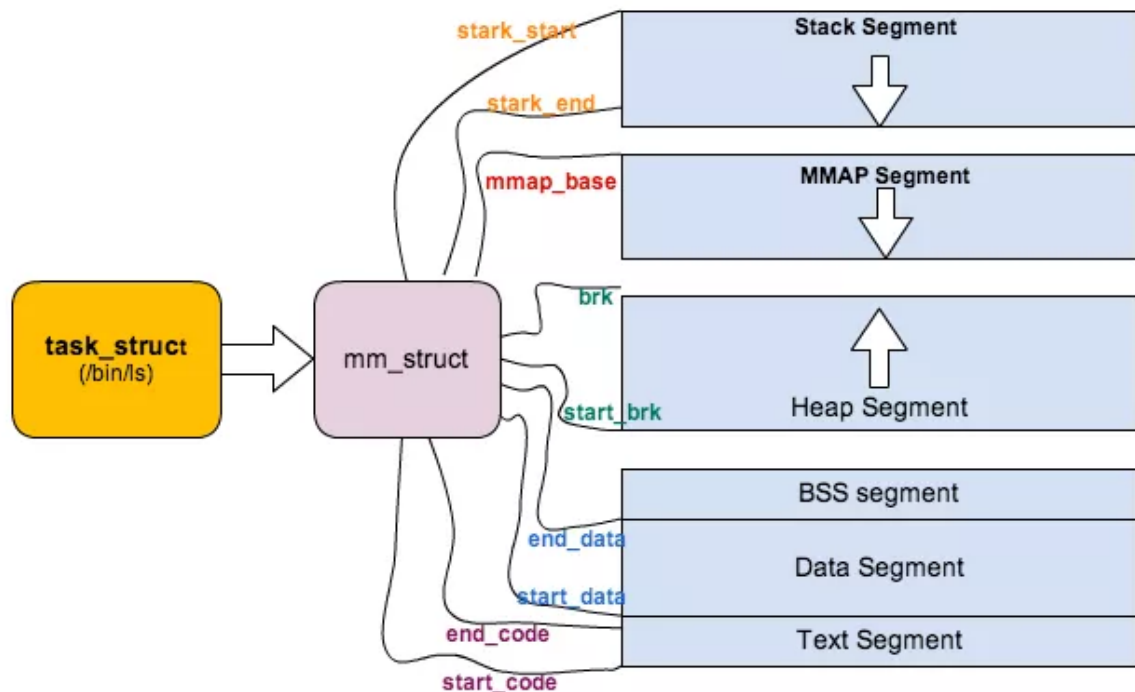 stark_start
Stack Segment
stark_end
mmap_base
MMAP Segment
brk
task_struct
(/bin/ls)
mm_struct
start_brk
Heap Segment
BSS segment
end_data
Data Segment
start_data
end_code
Text Segment
start_code